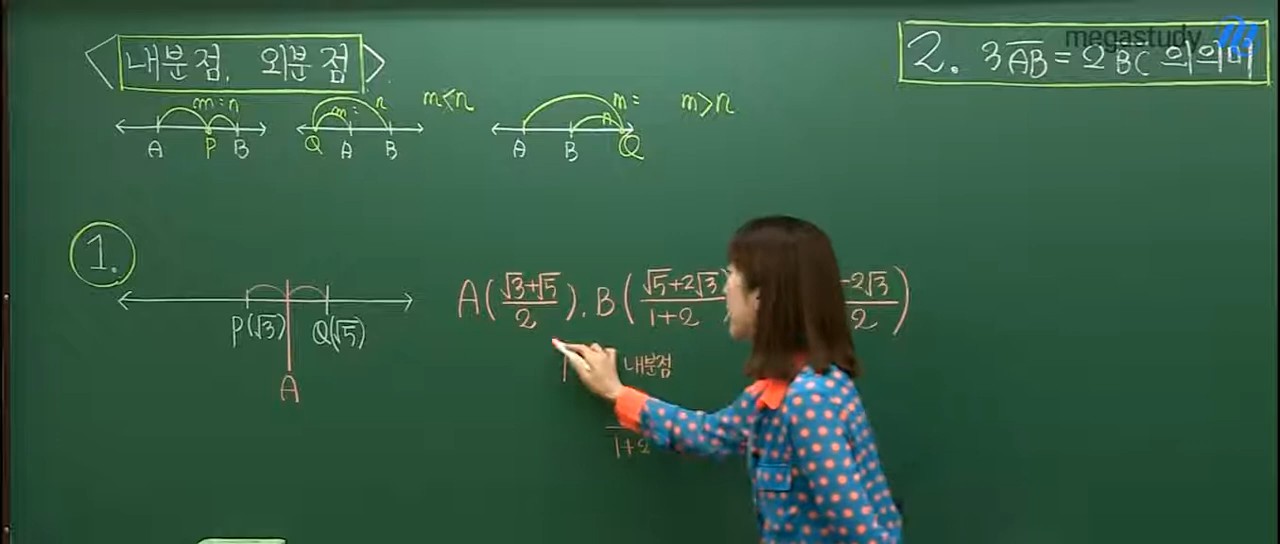 내분점, 외분점
megastudy
2. 3AB = 2BC 의 의미
m : n
m : n
m < n
m : n
m > n
A P B
Q A B
A B Q
1.
A(√3+√5/2), B(√5+2√3/1+2) -2√3/2)
P(√3) Q(√5)
내분점
A
1+2